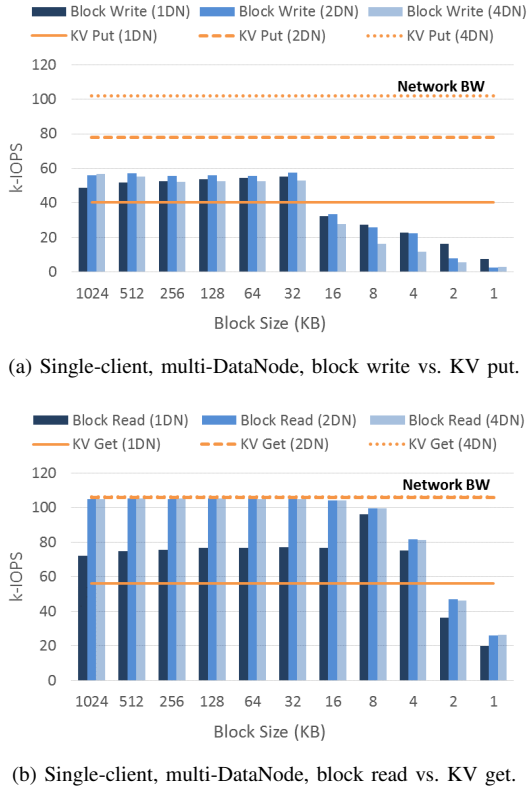 Block Write (1DN) Block Write (2DN) Block Write (4DN)
KV Put (1DN) KV Put (2DN) KV Put (4DN)
120
100
80
60
40
20
0
k-IOPS
Network BW
1024 512 256 128 64 32 16 8 4 2 1
Block Size (KB)
(a) Single-client, multi-DataNode, block write vs. KV put.
Block Read (1DN) Block Read (2DN) Block Read (4DN)
KV Get (1DN) KV Get (2DN) KV Get (4DN)
120
100
80
60
40
20
0
k-IOPS
Network BW
1024 512 256 128 64 32 16 8 4 2 1
Block Size (KB)
(b) Single-client, multi-DataNode, block read vs. KV get.